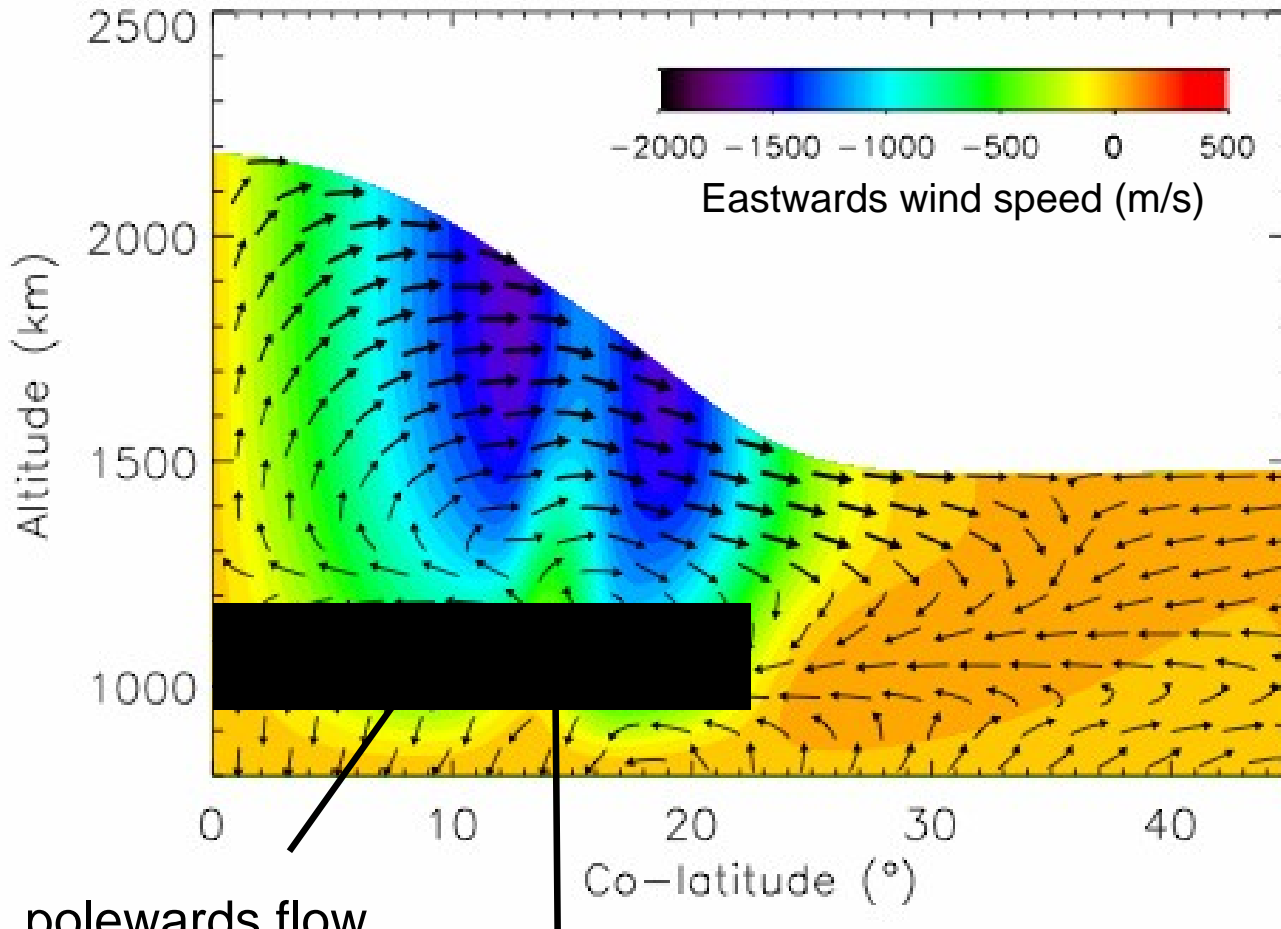 2500
-2000 -1500 -1000 -500 0 500
Eastwards wind speed (m/s)
2000
1500
1000
Altitude (km)
0 10 20 30 40
Co-latitude (°)
polewards flow